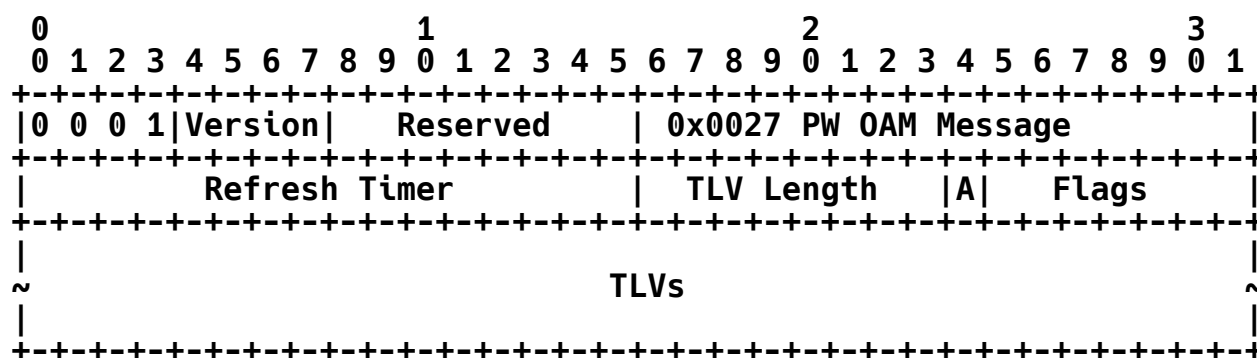 0                   1                   2                   3
 0 1 2 3 4 5 6 7 8 9 0 1 2 3 4 5 6 7 8 9 0 1 2 3 4 5 6 7 8 9 0 1
+-+-+-+-+-+-+-+-+-+-+-+-+-+-+-+-+-+-+-+-+-+-+-+-+-+-+-+-+-+-+-+-+
|0 0 0 1|Version|   Reserved    | 0x0027 PW OAM Message         |
+-+-+-+-+-+-+-+-+-+-+-+-+-+-+-+-+-+-+-+-+-+-+-+-+-+-+-+-+-+-+-+-+
|         Refresh Timer         |  TLV Length   |A|   Flags     |
+-+-+-+-+-+-+-+-+-+-+-+-+-+-+-+-+-+-+-+-+-+-+-+-+-+-+-+-+-+-+-+-+
|                                                               |
~                              TLVs                             ~
|                                                               |
+-+-+-+-+-+-+-+-+-+-+-+-+-+-+-+-+-+-+-+-+-+-+-+-+-+-+-+-+-+-+-+-+